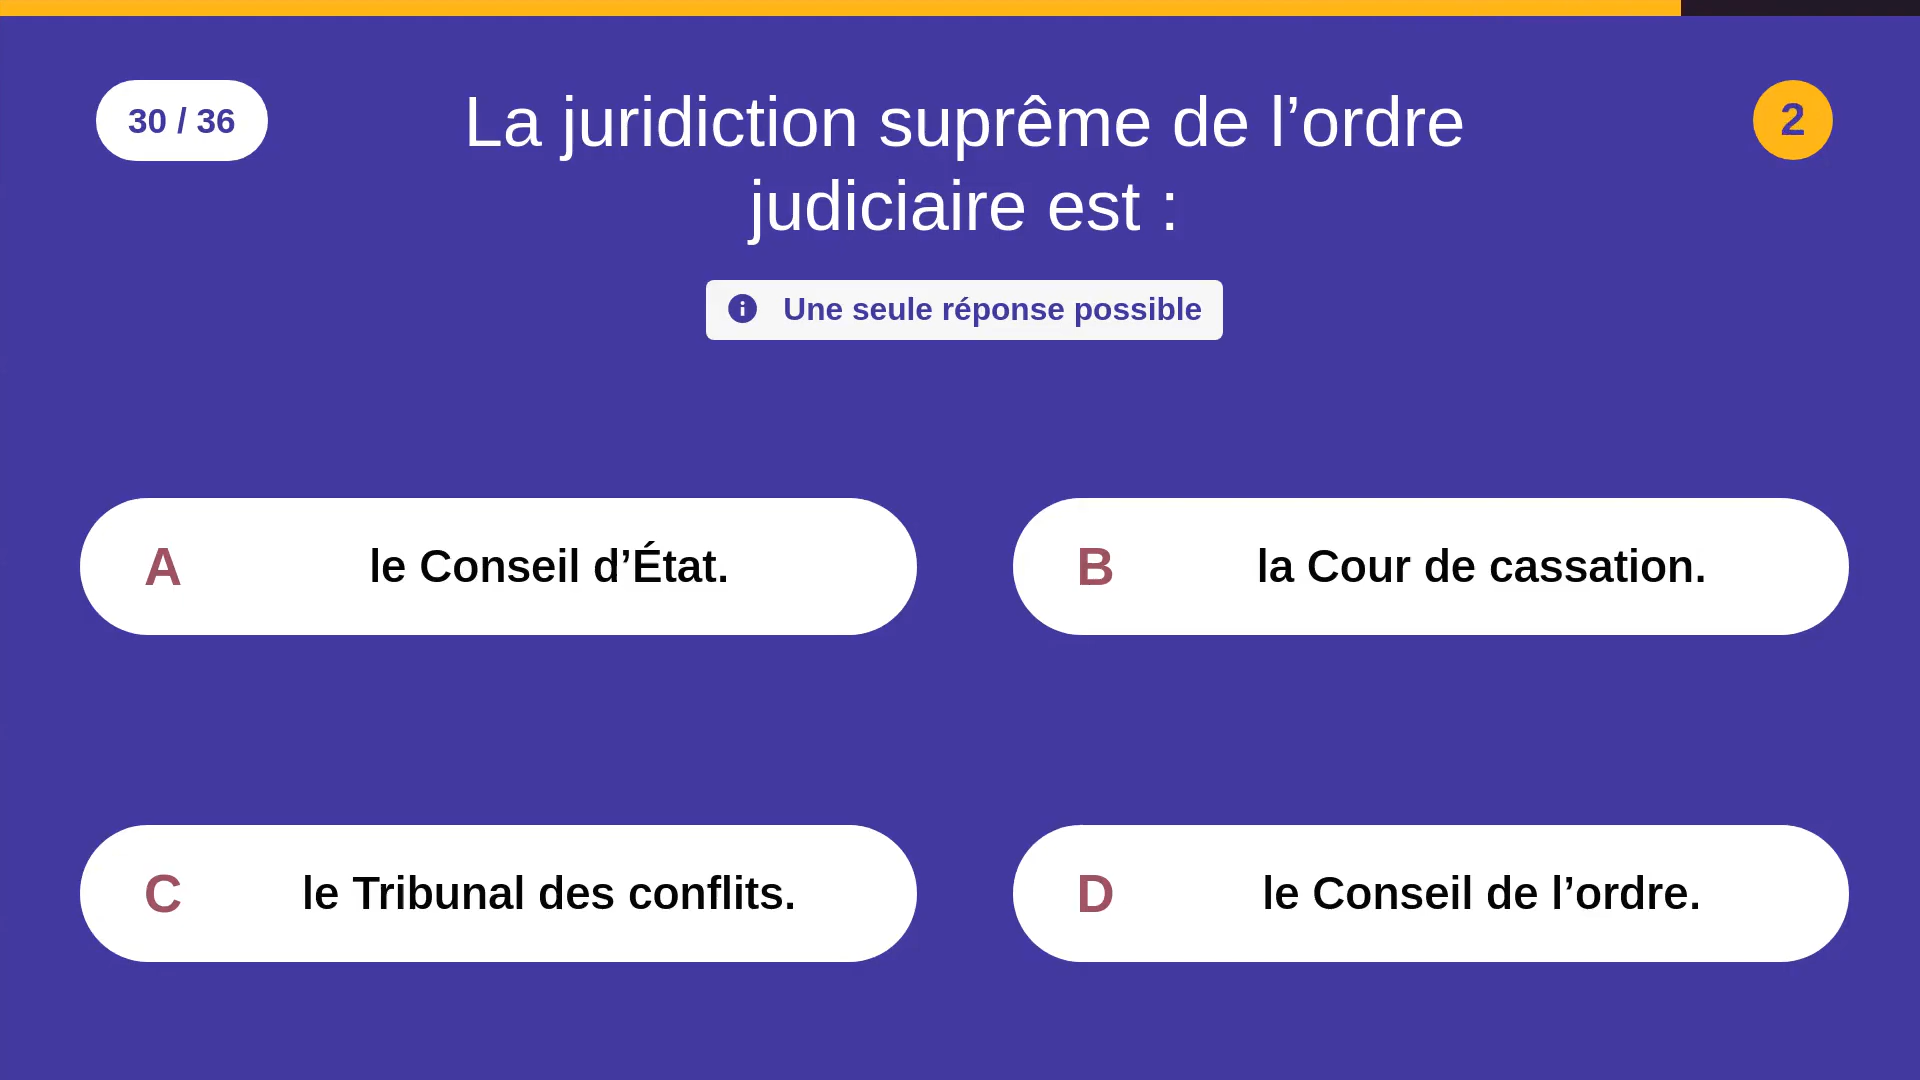 30 / 36
La juridiction suprême de l’ordre
judiciaire est :
2
Une seule réponse possible
A le Conseil d’État.
B la Cour de cassation.
C le Tribunal des conflits.
D le Conseil de l’ordre.